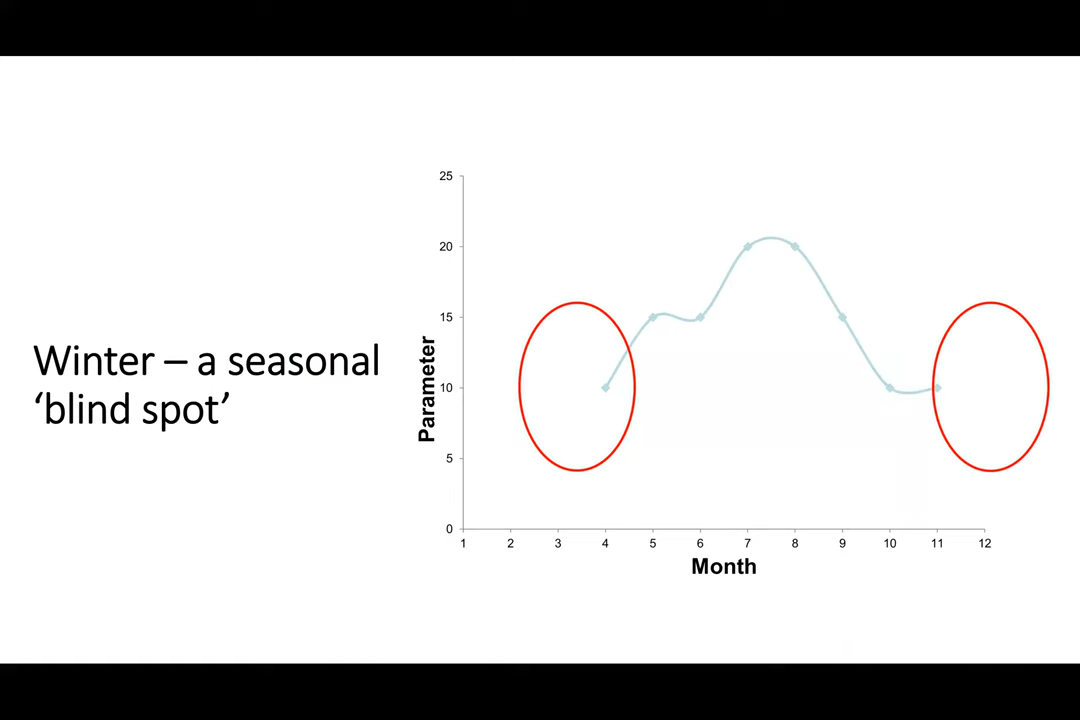 Winter – a seasonal
‘blind spot’
Parameter
25
20
15
10
5
0
1 2 3 4 5 6 7 8 9 10 11 12
Month